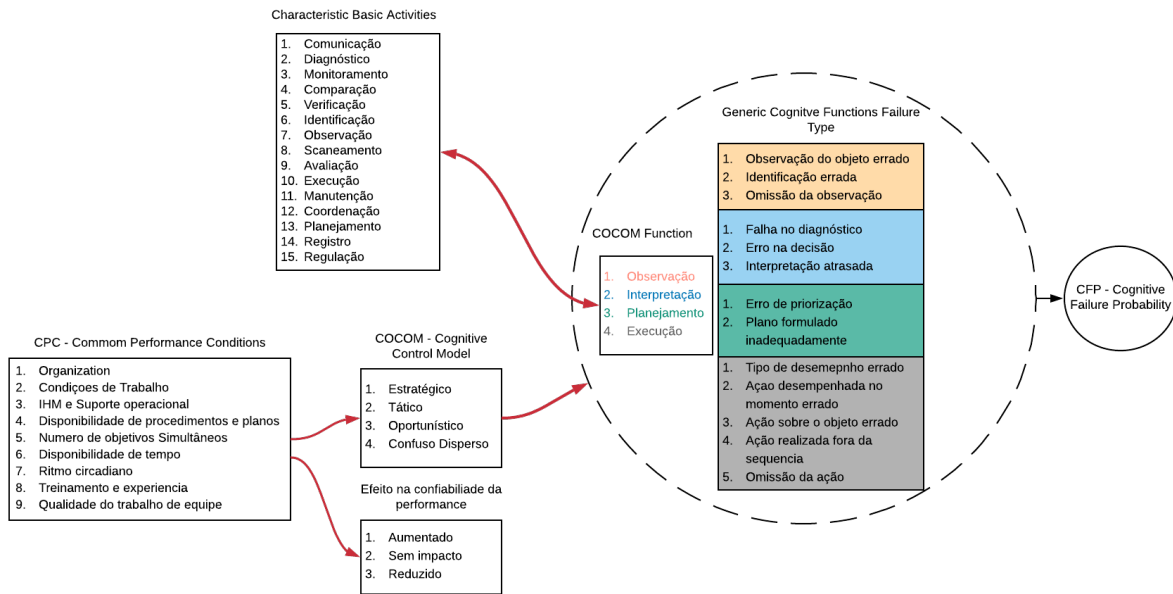 Characteristic Basic Activities
1. Comunicação
2. Diagnóstico
3. Monitoramento
4. Comparação
5. Verificação
6. Identificação
7. Observação
8. Scaneamento
9. Avaliação
10. Execução
11. Manutenção
12. Coordenação
13. Planejamento
14. Registro
15. Regulação
CPC - Commom Performance Conditions
1. Organization
2. Condiçoes de Trabalho
3. IHM e Suporte operacional
4. Disponibilidade de procedimentos e planos
5. Numero de objetivos Simultâneos
6. Disponibilidade de tempo
7. Ritmo circadiano
8. Treinamento e experiencia
9. Qualidade do trabalho de equipe
COCOM - Cognitive
Control Model
1. Estratégico
2. Tático
3. Oportunístico
4. Confuso Disperso
Efeito na confiabiliade da
performance
1. Aumentado
2. Sem impacto
3. Reduzido
COCOM Function
1. Observação
2. Interpretação
3. Planejamento
4. Execução
Generic Cognitve Functions Failure
Type
1. Observação do objeto errado
2. Identificação errada
3. Omissão da observação
1. Falha no diagnóstico
2. Erro na decisão
3. Interpretação atrasada
1. Erro de priorização
2. Plano formulado
inadequadamente
1. Tipo de desemepnho errado
2. Açao desempenhada no
momento errado
3. Ação sobre o objeto errado
4. Ação realizada fora da
sequencia
5. Omissão da ação
CFP - Cognitive
Failure Probability